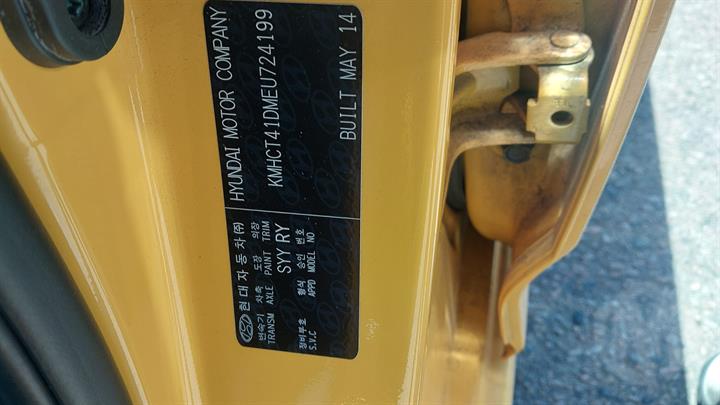 현대자동차(주) HYUNDAI MOTOR COMPANY
변속기 차축 도장 의장 KMHCT41DMEU724199
TRANSM AXLE PAINT TRIM
SYY RY
형식 승인 번호
APPD MODEL NO
정비부호 BUILT MAY 14
S.V.C